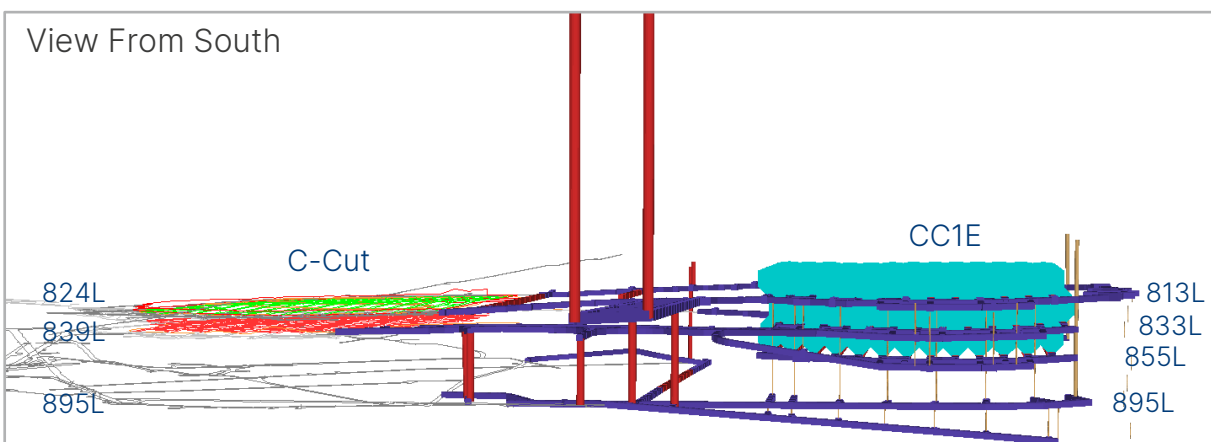 View From South
CC1E
C-Cut
824L
813L
839L
833L
855L
895L
895L